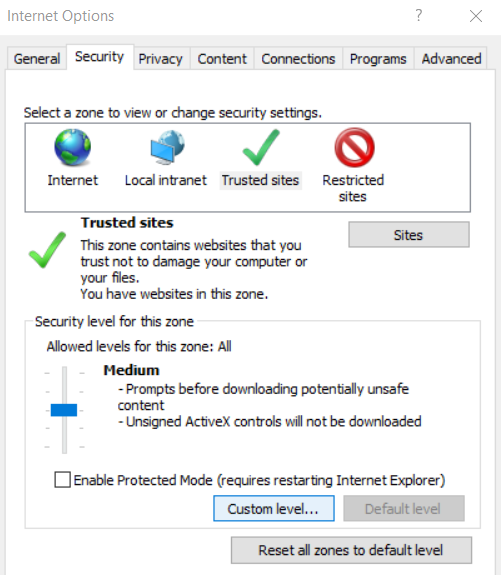 Internet Options
?
General Security Privacy Content Connections Programs Advanced
Select a zone to view or change security settings.
Internet
Local intranet
Trusted sites
Restricted
sites
Trusted sites
Sites
This zone contains websites that you
trust not to damage your computer or
your files.
You have websites in this zone.
Security level for this zone
Allowed levels for this zone: All
Medium
- Prompts before downloading potentially unsafe
content
- Unsigned ActiveX controls will not be downloaded
Enable Protected Mode (requires restarting Internet Explorer)
Custom level...
Default level
Reset all zones to default level